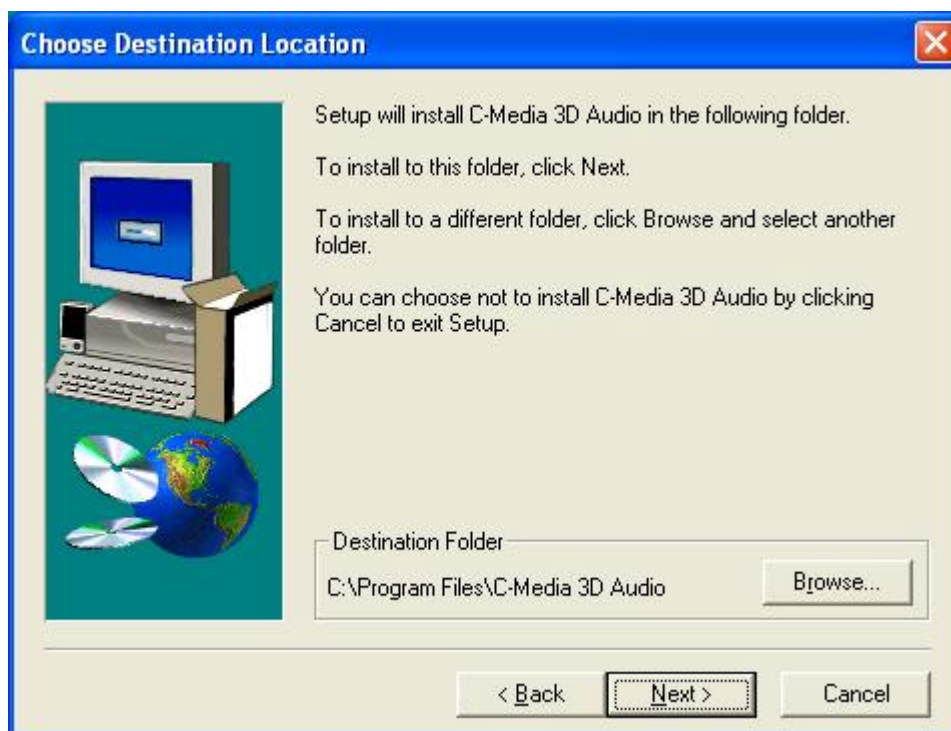 Choose Destination Location
Setup will install C-Media 3D Audio in the following folder.
To install to this folder, click Next.
To install to a different folder, click Browse and select another
folder.
You can choose not to install C-Media 3D Audio by clicking
Cancel to exit Setup.
Destination Folder
C:\Program Files\C-Media 3D Audio
Browse...
< Back
Next >
Cancel